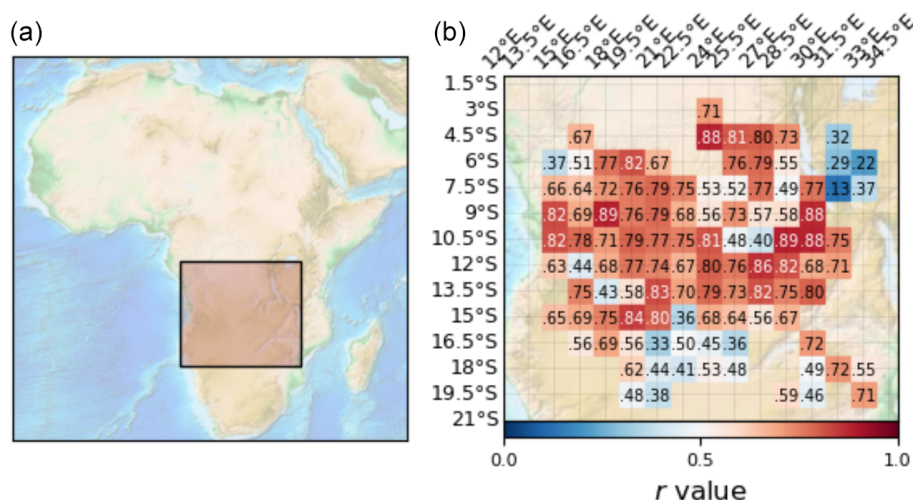 (a)
(b)
12°E 13.5°E 15°E 16.5°E 18°E 19.5°E 21°E 22.5°E 24°E 25.5°E 27°E 28.5°E 30°E 31.5°E 33°E 34.5°E
1.5°S
3°S .71
4.5°S .67 .88 .81 .80 .73 .32
6°S .37 .51 .77 .82 .67 .76 .79 .55 .29 .22
7.5°S .66 .64 .72 .76 .79 .75 .53 .52 .77 .49 .77 .13 .37
9°S .82 .69 .89 .76 .79 .68 .56 .73 .57 .58 .88
10.5°S .82 .78 .71 .79 .77 .75 .81 .48 .40 .89 .88 .75
12°S .63 .44 .68 .77 .74 .67 .80 .76 .86 .82 .68 .71
13.5°S .75 .43 .58 .83 .70 .79 .73 .82 .75 .80
15°S .65 .69 .75 .84 .80 .36 .68 .64 .56 .67
16.5°S .56 .69 .56 .33 .50 .45 .36 .72
18°S .62 .44 .41 .53 .48 .49 .72 .55
19.5°S .48 .38 .59 .46 .71
21°S
0.0 0.5 1.0
r value